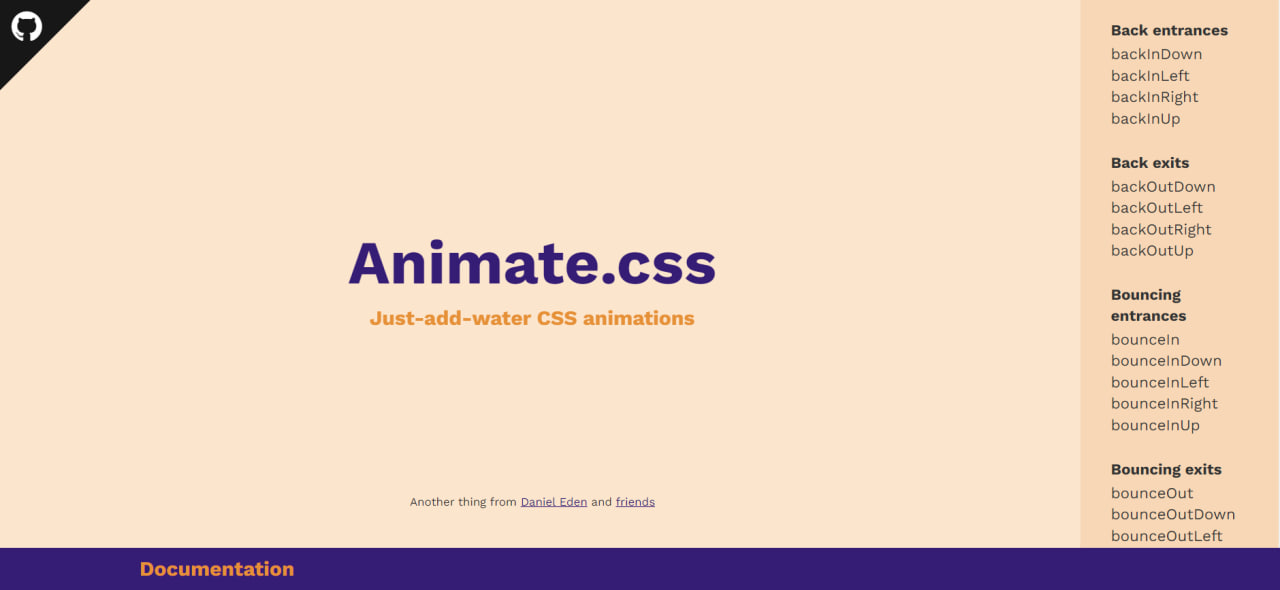 Animate.css
Just-add-water CSS animations
Another thing from Daniel Eden and friends
Documentation
Back entrances
backInDown
backInLeft
backInRight
backInUp
Back exits
backOutDown
backOutLeft
backOutRight
backOutUp
Bouncing
entrances
bounceIn
bounceInDown
bounceInLeft
bounceInRight
bounceInUp
Bouncing exits
bounceOut
bounceOutDown
bounceOutLeft